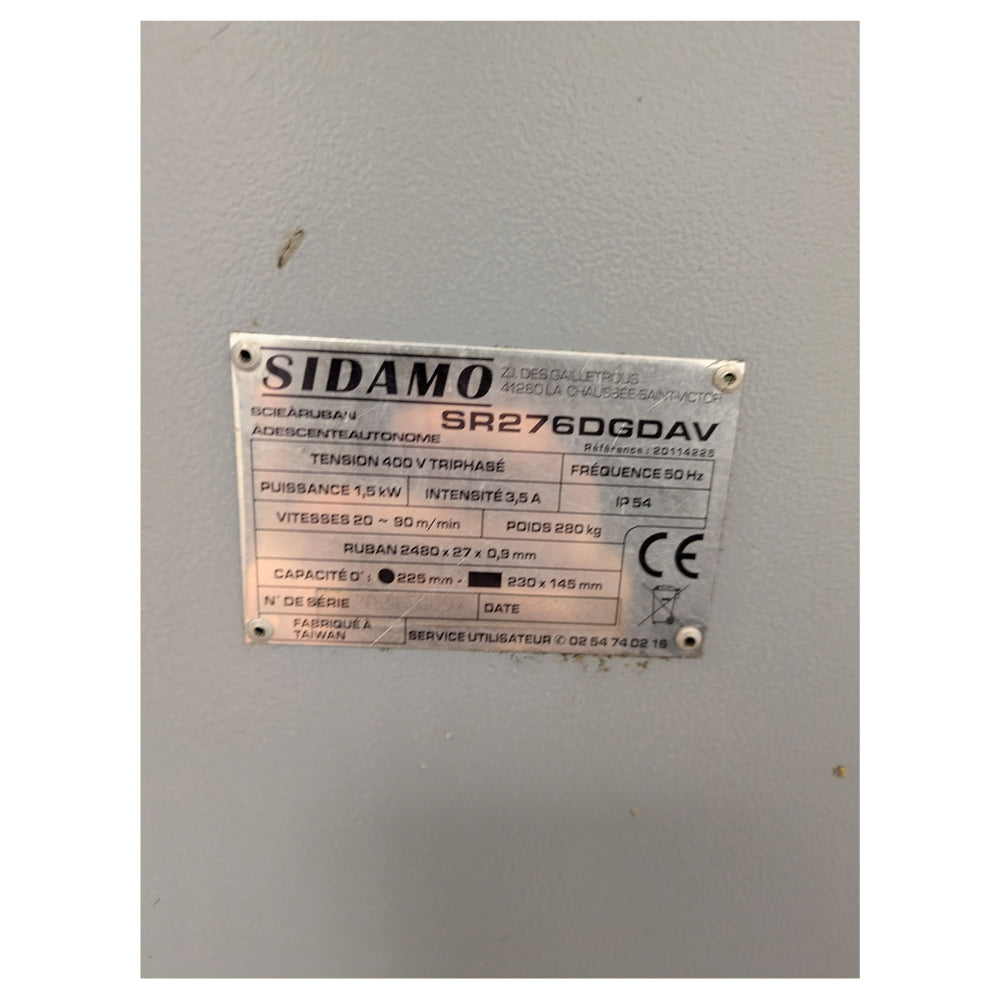 SIDAMO
Z.I. DES GAILLETROUS
41260 LA CHAUSSÉE-SAINT-VICTOR
SCIEÀRUBAN
ÀDESCENTEAUTONOME
SR276DGDAV
Référence : 20114225
TENSION 400 V TRIPHASÉ
FRÉQUENCE 50 Hz
PUISSANCE 1,5 kW
INTENSITÉ 3,5 A
IP 54
VITESSES 20 ~ 90 m/min
POIDS 280 kg
RUBAN 2480 x 27 x 0,9 mm
CE
CAPACITÉ 0° : ● 225 mm - ■ 230 x 145 mm
N° DE SÉRIE
DATE
FABRIQUÉ À
TAÏWAN
SERVICE UTILISATEUR ✆ 02 54 74 02 16